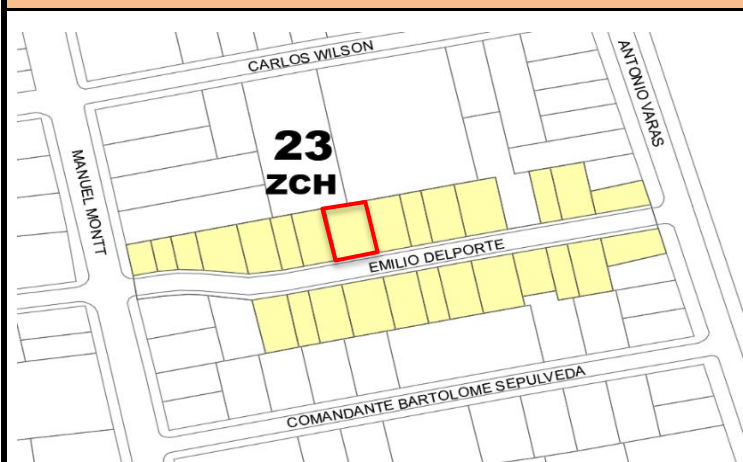 CARLOS WILSON
ANTONIO VARAS
23
ZCH
MANUEL MONTT
EMILIO DELPORTE
COMANDANTE BARTOLOME SEPULVEDA